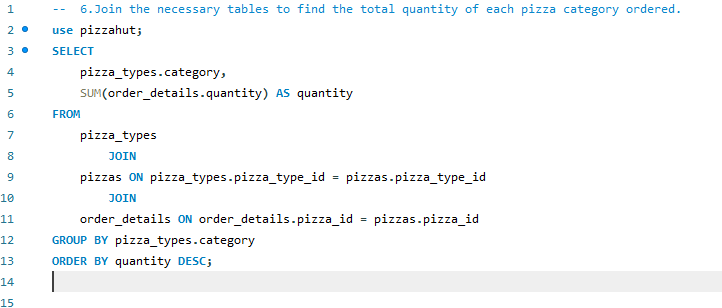 1 -- 6.Join the necessary tables to find the total quantity of each pizza category ordered.
2 use pizzahut;
3 SELECT
4 pizza_types.category,
5 SUM(order_details.quantity) AS quantity
6 FROM
7 pizza_types
8 JOIN
9 pizzas ON pizza_types.pizza_type_id = pizzas.pizza_type_id
10 JOIN
11 order_details ON order_details.pizza_id = pizzas.pizza_id
12 GROUP BY pizza_types.category
13 ORDER BY quantity DESC;
14
15